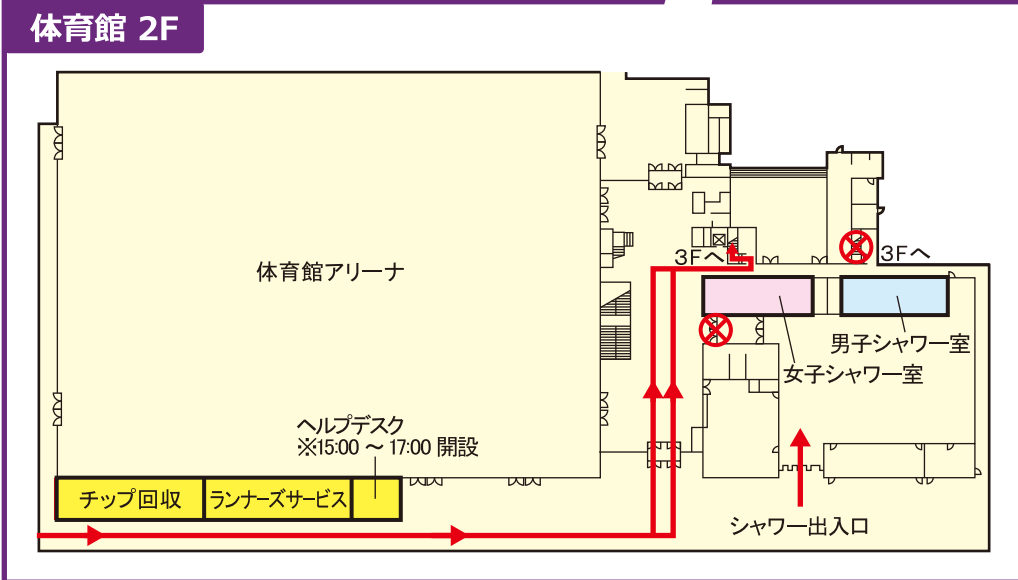 体育館 2F
3Fへ
3Fへ
体育館アリーナ
男子シャワー室
女子シャワー室
ヘルプデスク
※15:00 ～ 17:00 開設
チップ回収
ランナーズサービス
シャワー出入口